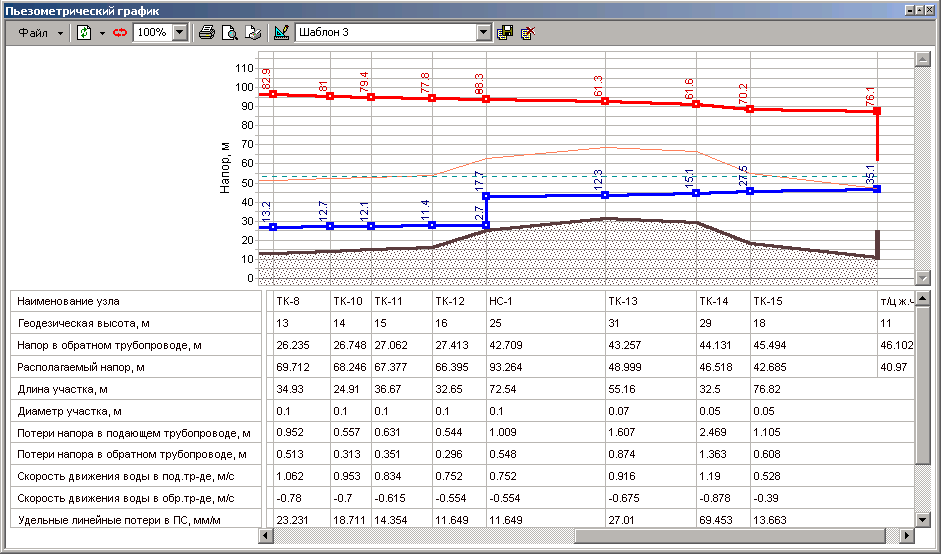 Пьезометрический график
Файл 100% Шаблон 3
Напор, м
110
100
90
80
70
60
50
40
30
20
10
0
82.9 81 79.4 77.8 61.3 61.6 70.2 76.1
13.2 12.7 12.1 11.4 2.7 17.7 12.3 15.1 27.5 35.1
Наименование узла ТК-8 ТК-10 ТК-11 ТК-12 НС-1 ТК-13 ТК-14 ТК-15 т/ц ж.ч
Геодезическая высота, м 13 14 15 16 25 31 29 18 11
Напор в обратном трубопроводе, м 26.235 26.748 27.062 27.413 42.709 43.257 44.131 45.494 46.102
Располагаемый напор, м 69.712 68.246 67.377 66.395 93.264 48.999 46.518 42.685 40.97
Длина участка, м 34.93 24.91 36.67 32.65 72.54 55.16 32.5 76.82
Диаметр участка, м 0.1 0.1 0.1 0.1 0.1 0.07 0.05 0.05
Потери напора в подающем трубопроводе, м 0.952 0.557 0.631 0.544 1.009 1.607 2.469 1.105
Потери напора в обратном трубопроводе, м 0.513 0.313 0.351 0.296 0.548 0.874 1.363 0.608
Скорость движения воды в под.тр-де, м/с 1.062 0.953 0.834 0.752 0.752 0.916 1.19 0.528
Скорость движения воды в обр.тр-де, м/с -0.78 -0.7 -0.615 -0.554 -0.554 -0.675 -0.878 -0.39
Удельные линейные потери в ПС, мм/м 23.231 18.711 14.354 11.649 11.649 27.01 69.453 13.663